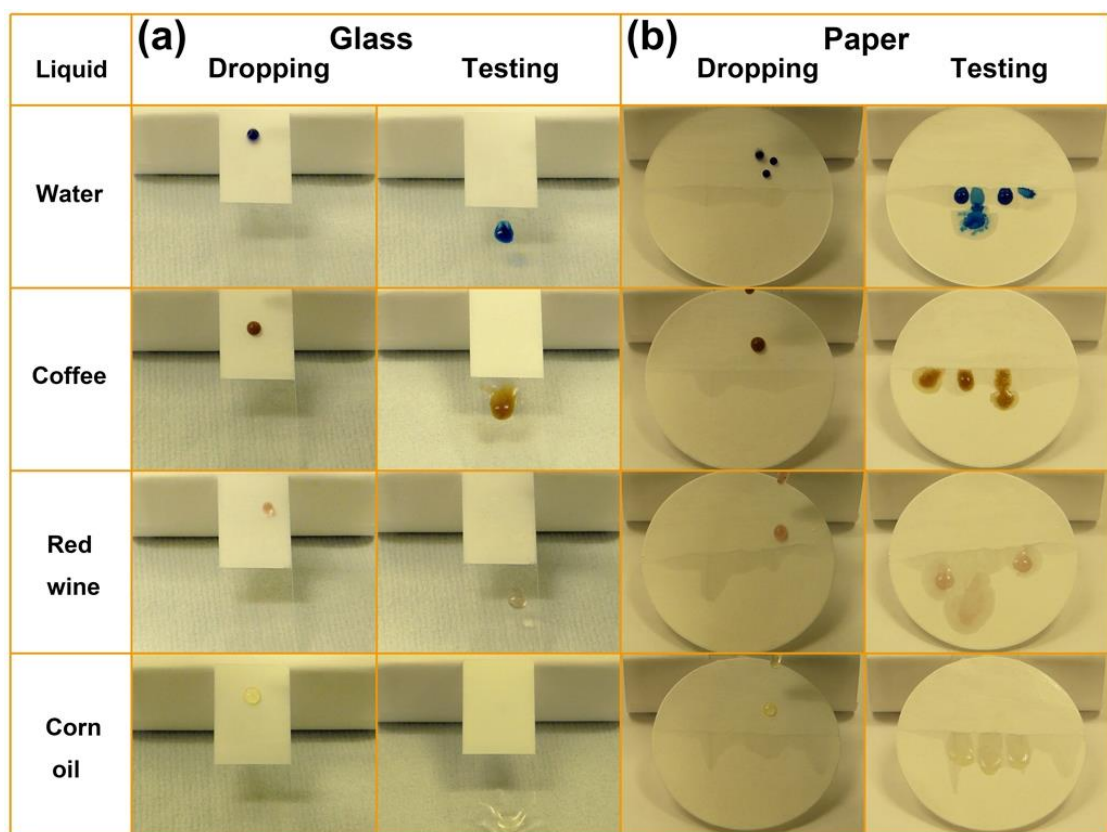 Liquid
(a) Glass
Dropping Testing
(b) Paper
Dropping Testing
Water
Coffee
Red
wine
Corn
oil